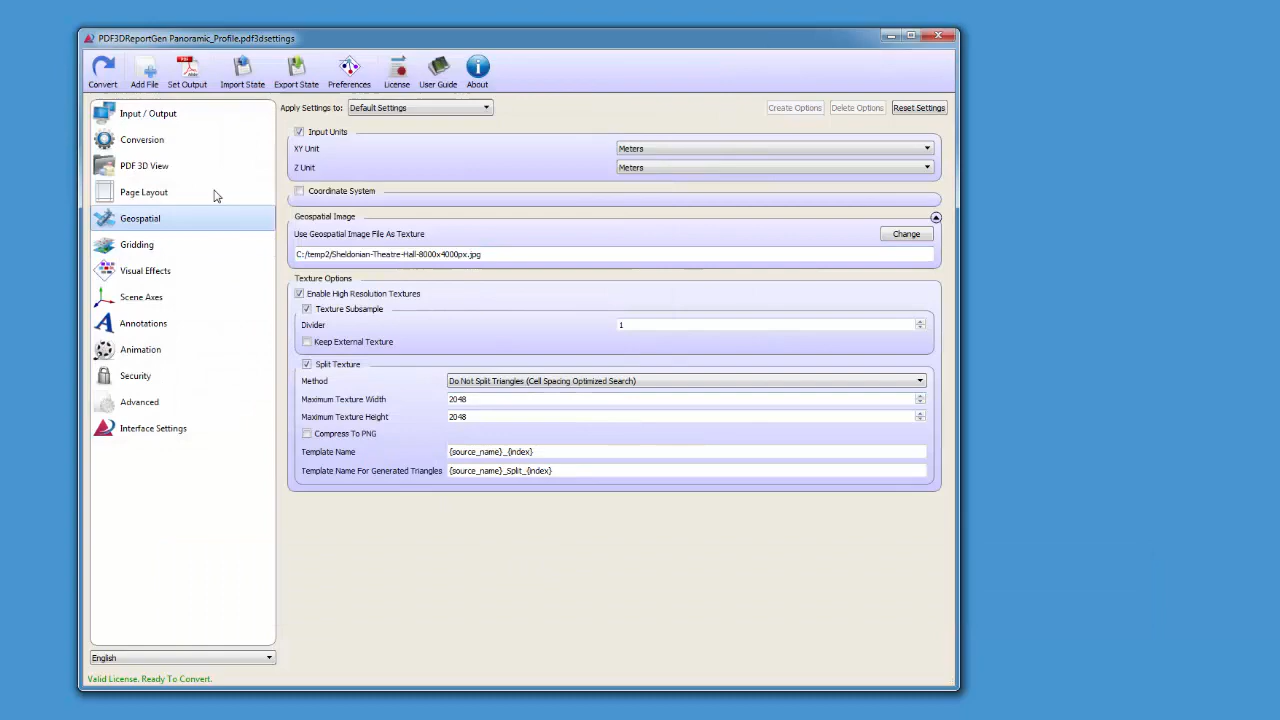 PDF3DReportGen Panoramic_Profile.pdf3dsettings
Convert Add File Set Output Import State Export State Preferences License User Guide About
Input / Output
Conversion
PDF 3D View
Page Layout
Geospatial
Gridding
Visual Effects
Scene Axes
Annotations
Animation
Security
Advanced
Interface Settings
English
Valid License. Ready To Convert.
Apply Settings to: Default Settings Create Options Delete Options Reset Settings
Input Units
XY Unit Meters
Z Unit Meters
Coordinate System
Geospatial Image
Use Geospatial Image File As Texture Change
C:/temp2/Sheldonian-Theatre-Hall-8000x4000px.jpg
Texture Options
Enable High Resolution Textures
Texture Subsample
Divider 1
Keep External Texture
Split Texture
Method Do Not Split Triangles (Cell Spacing Optimized Search)
Maximum Texture Width 2048
Maximum Texture Height 2048
Compress To PNG
Template Name {source_name}_{index}
Template Name For Generated Triangles {source_name}_Split_{index}